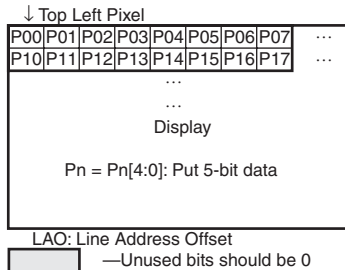 ↓ Top Left Pixel
P00 P01 P02 P03 P04 P05 P06 P07 ...
P10 P11 P12 P13 P14 P15 P16 P17 ...
...
...
Display
Pn = Pn[4:0]: Put 5-bit data
LAO: Line Address Offset
—Unused bits should be 0